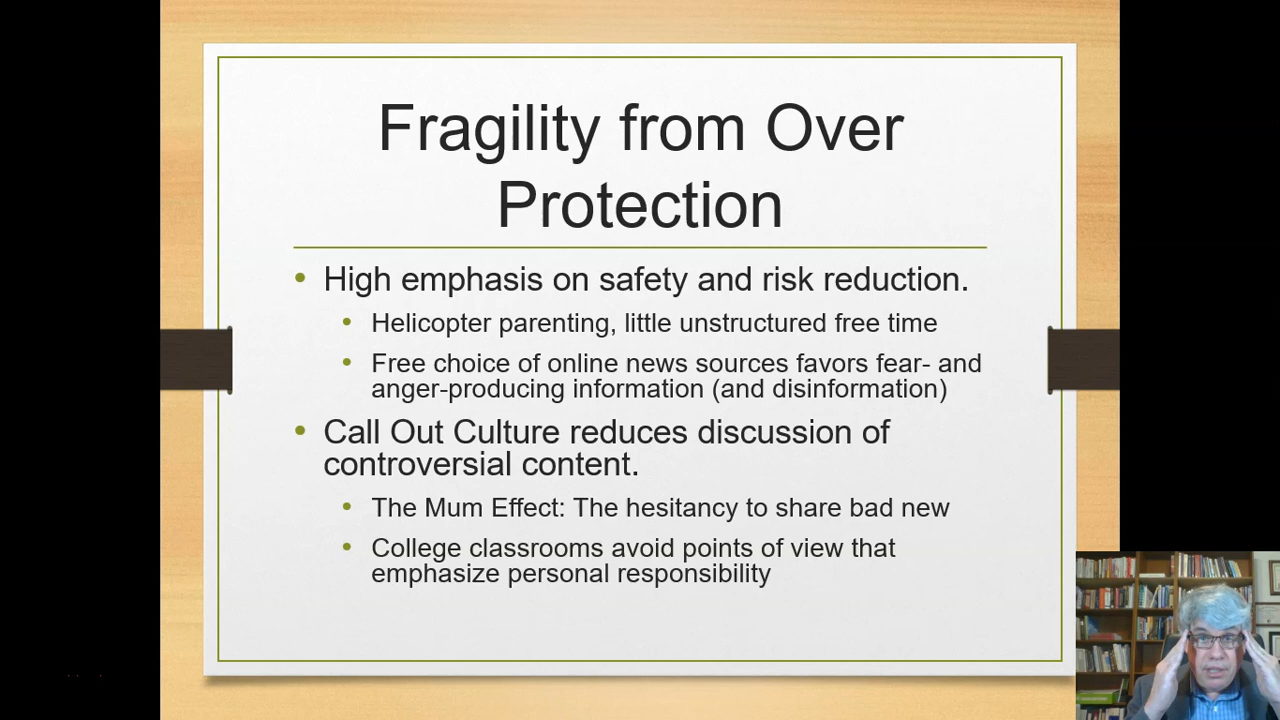 Fragility from Over
Protection
• High emphasis on safety and risk reduction.
• Helicopter parenting, little unstructured free time
• Free choice of online news sources favors fear- and
anger-producing information (and disinformation)
• Call Out Culture reduces discussion of
controversial content.
• The Mum Effect: The hesitancy to share bad new
• College classrooms avoid points of view that
emphasize personal responsibility